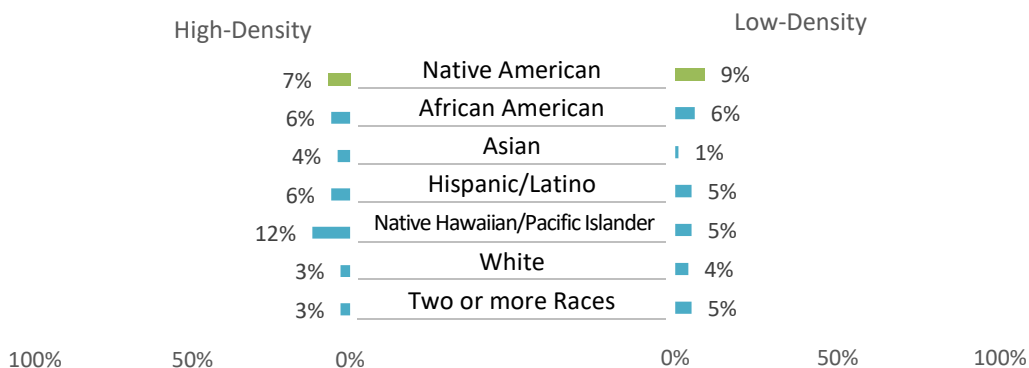 High-Density Low-Density
7% Native American 9%
6% African American 6%
4% Asian 1%
6% Hispanic/Latino 5%
12% Native Hawaiian/Pacific Islander 5%
3% White 4%
3% Two or more Races 5%
100% 50% 0% 0% 50% 100%